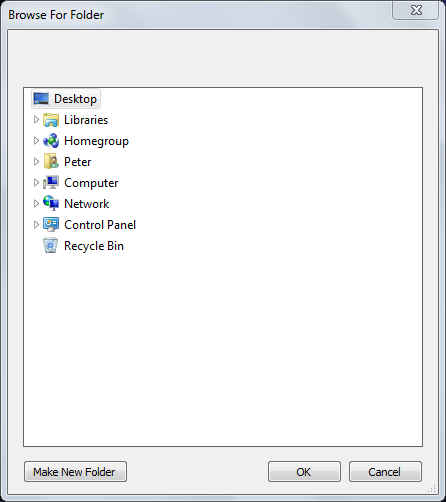 Browse For Folder
Desktop
Libraries
Homegroup
Peter
Computer
Network
Control Panel
Recycle Bin
Make New Folder OK Cancel